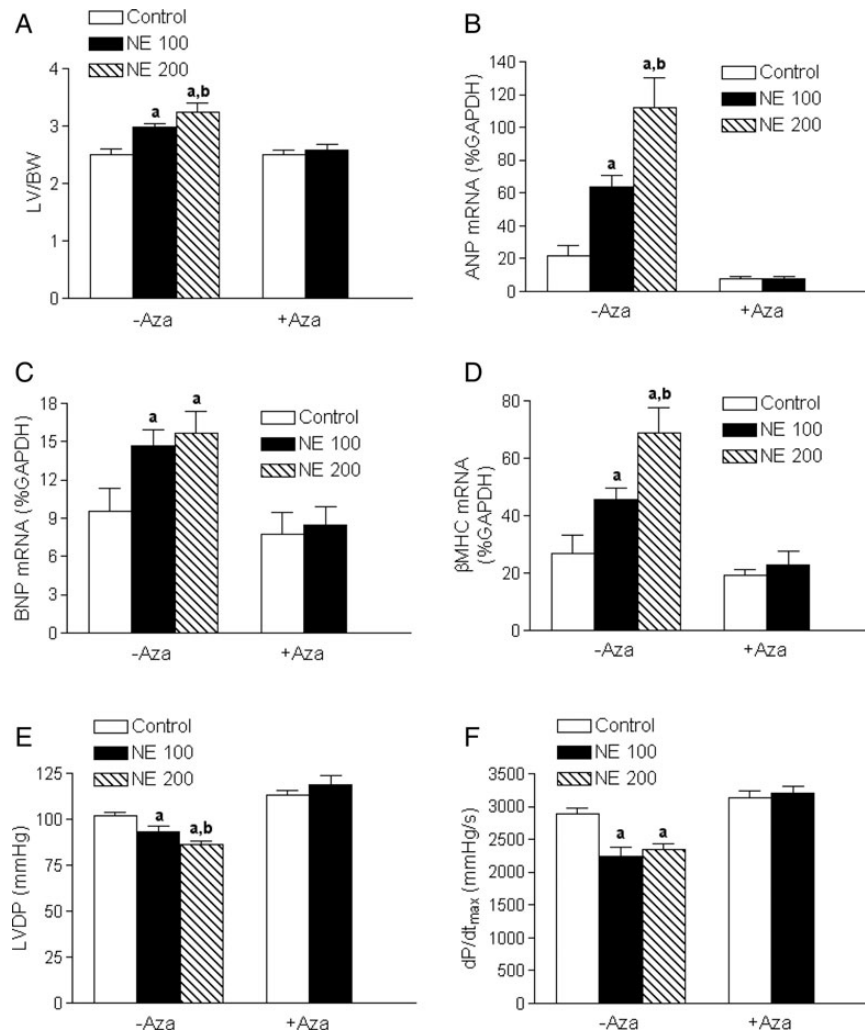 A
Control
NE 100
NE 200
LV/BW
4
3
2
1
0
a
a,b
-Aza
+Aza
B
Control
NE 100
NE 200
ANP mRNA (%GAPDH)
140
120
100
80
60
40
20
0
a
a,b
-Aza
+Aza
C
Control
NE 100
NE 200
BNP mRNA (%GAPDH)
18
15
12
9
6
3
0
a
a
-Aza
+Aza
D
Control
NE 100
NE 200
βMHC mRNA
(%GAPDH)
80
60
40
20
0
a
a,b
-Aza
+Aza
E
Control
NE 100
NE 200
LVDP (mmHg)
125
100
75
50
25
0
a
a,b
-Aza
+Aza
F
Control
NE 100
NE 200
dP/dtmax (mmHg/s)
3500
3000
2500
2000
1500
1000
500
0
a
a
-Aza
+Aza